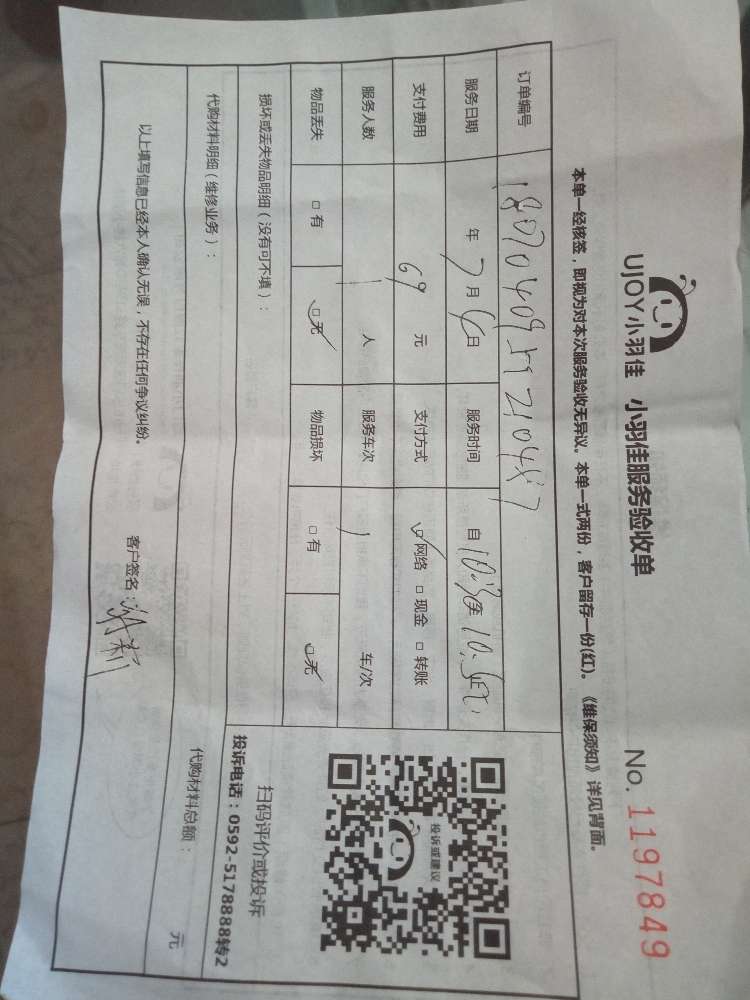 UJOY小羽佳 小羽佳服务验收单 No. 1197849
本单一经核签，即视为对本次服务验收无异议。本单一式两份，客户留存一份(红)。《维保须知》详见背面。
订单编号
服务日期 年 7 月 6 日 服务时间 自 10:30至
支付费用 69 元 支付方式 ☑ 网络 □ 现金 □ 转账
服务人数 1 人 服务车次 1 车/次
物品丢失 □ 有 ☑ 无 物品损坏 □ 有 ☑ 无
投诉或建议
扫码评价或投诉
投诉电话：0592-5178888转2
损坏或丢失物品明细（没有可不填）：
代购材料明细（维修业务）： 代购材料总额： 元
以上填写信息已经本人确认无误，不存在任何争议纠纷。 客户签名：